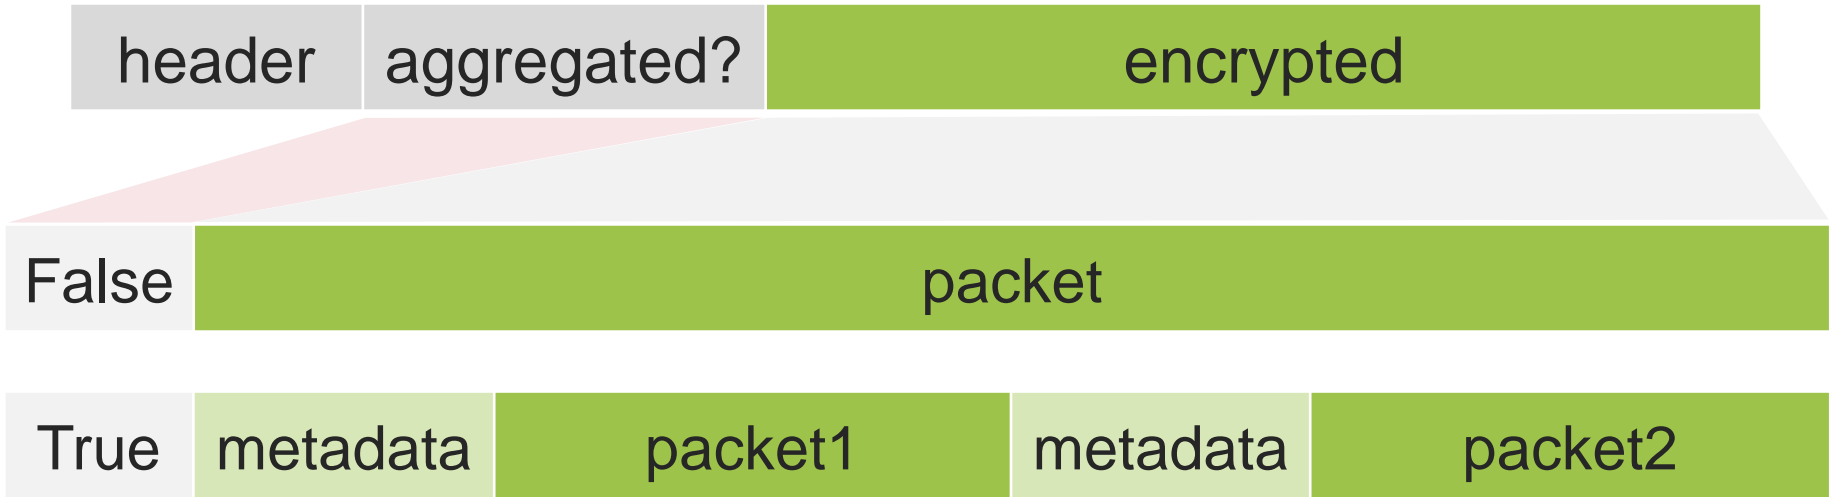 header aggregated? encrypted
False packet
True metadata packet1 metadata packet2